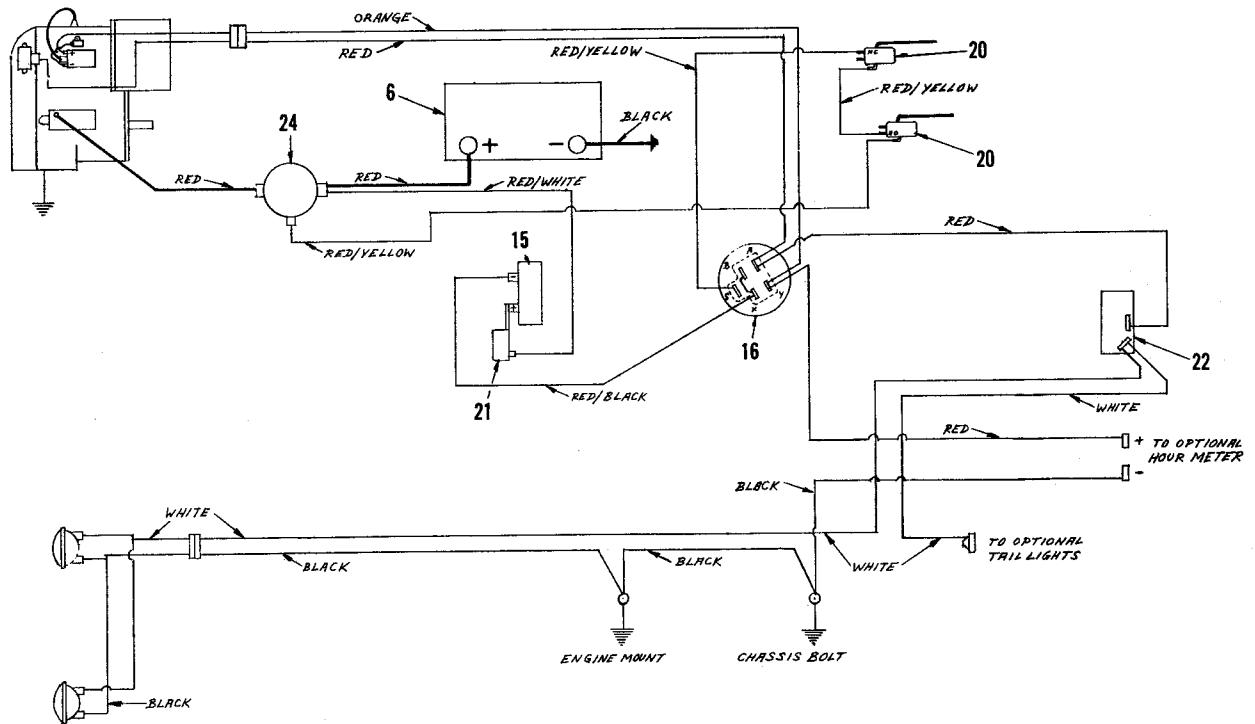 ORANGE
RED
RED/YELLOW
NC
20
RED/YELLOW
6
BLACK
24
+
-
20
RED
RED
RED/WHITE
RED/YELLOW
15
-
+
RED
B
A
S
X
Y
16
22
21
RED/BLACK
WHITE
RED
+ TO OPTIONAL
HOUR METER
-
BLACK
WHITE
BLACK
BLACK
WHITE
TO OPTIONAL
TAIL LIGHTS
ENGINE MOUNT
CHASSIS BOLT
BLACK